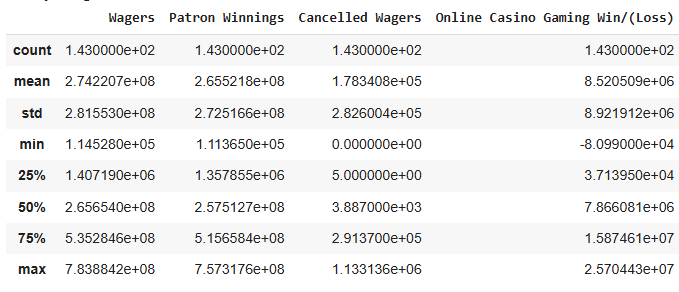 Wagers Patron Winnings Cancelled Wagers Online Casino Gaming Win/(Loss)
count 1.430000e+02 1.430000e+02 1.430000e+02 1.430000e+02
mean 2.742207e+08 2.655218e+08 1.783408e+05 8.520509e+06
std 2.815530e+08 2.725166e+08 2.826004e+05 8.921912e+06
min 1.145280e+05 1.113650e+05 0.000000e+00 -8.099000e+04
25% 1.407190e+06 1.357855e+06 5.000000e+00 3.713950e+04
50% 2.656540e+08 2.575127e+08 3.887000e+03 7.866081e+06
75% 5.352846e+08 5.156584e+08 2.913700e+05 1.587461e+07
max 7.838842e+08 7.573176e+08 1.133136e+06 2.570443e+07